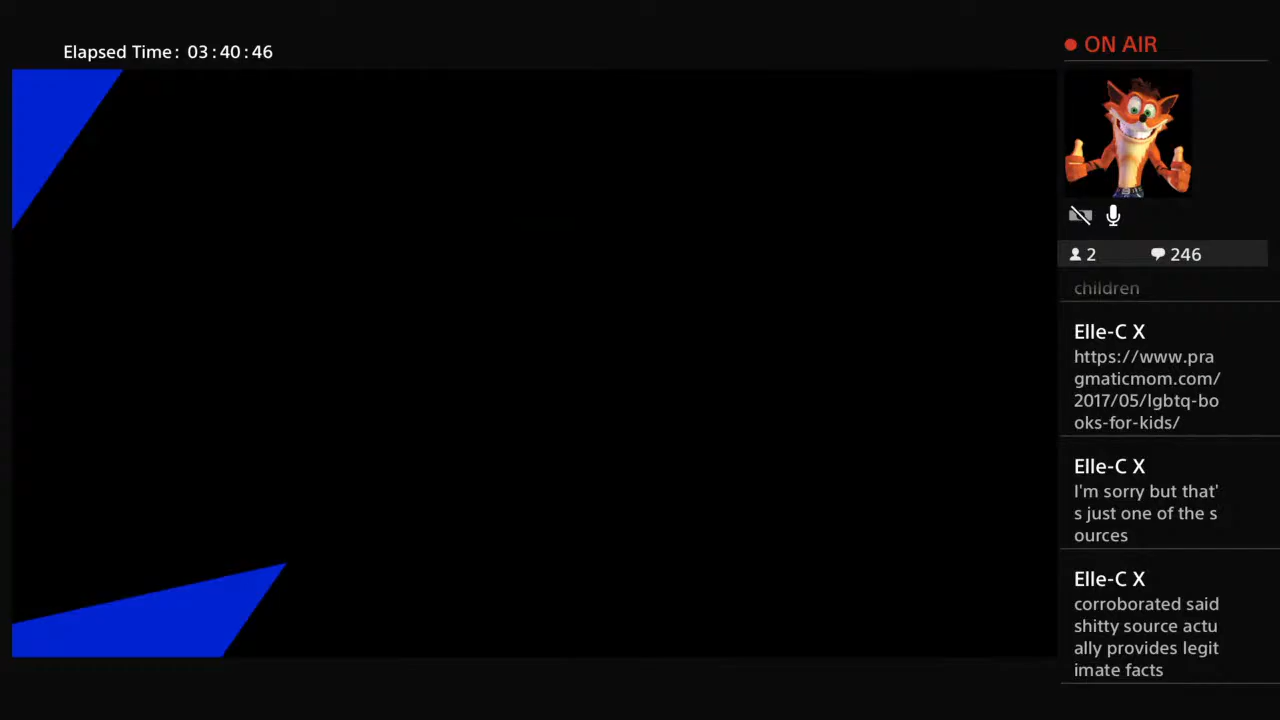 Elapsed Time: 03:40:46
ON AIR
2 246
children
Elle-C X
https://www.pra
gmaticmom.com/
2017/05/lgbtq-bo
oks-for-kids/
Elle-C X
I'm sorry but that'
s just one of the s
ources
Elle-C X
corroborated said
shitty source actu
ally provides legit
imate facts